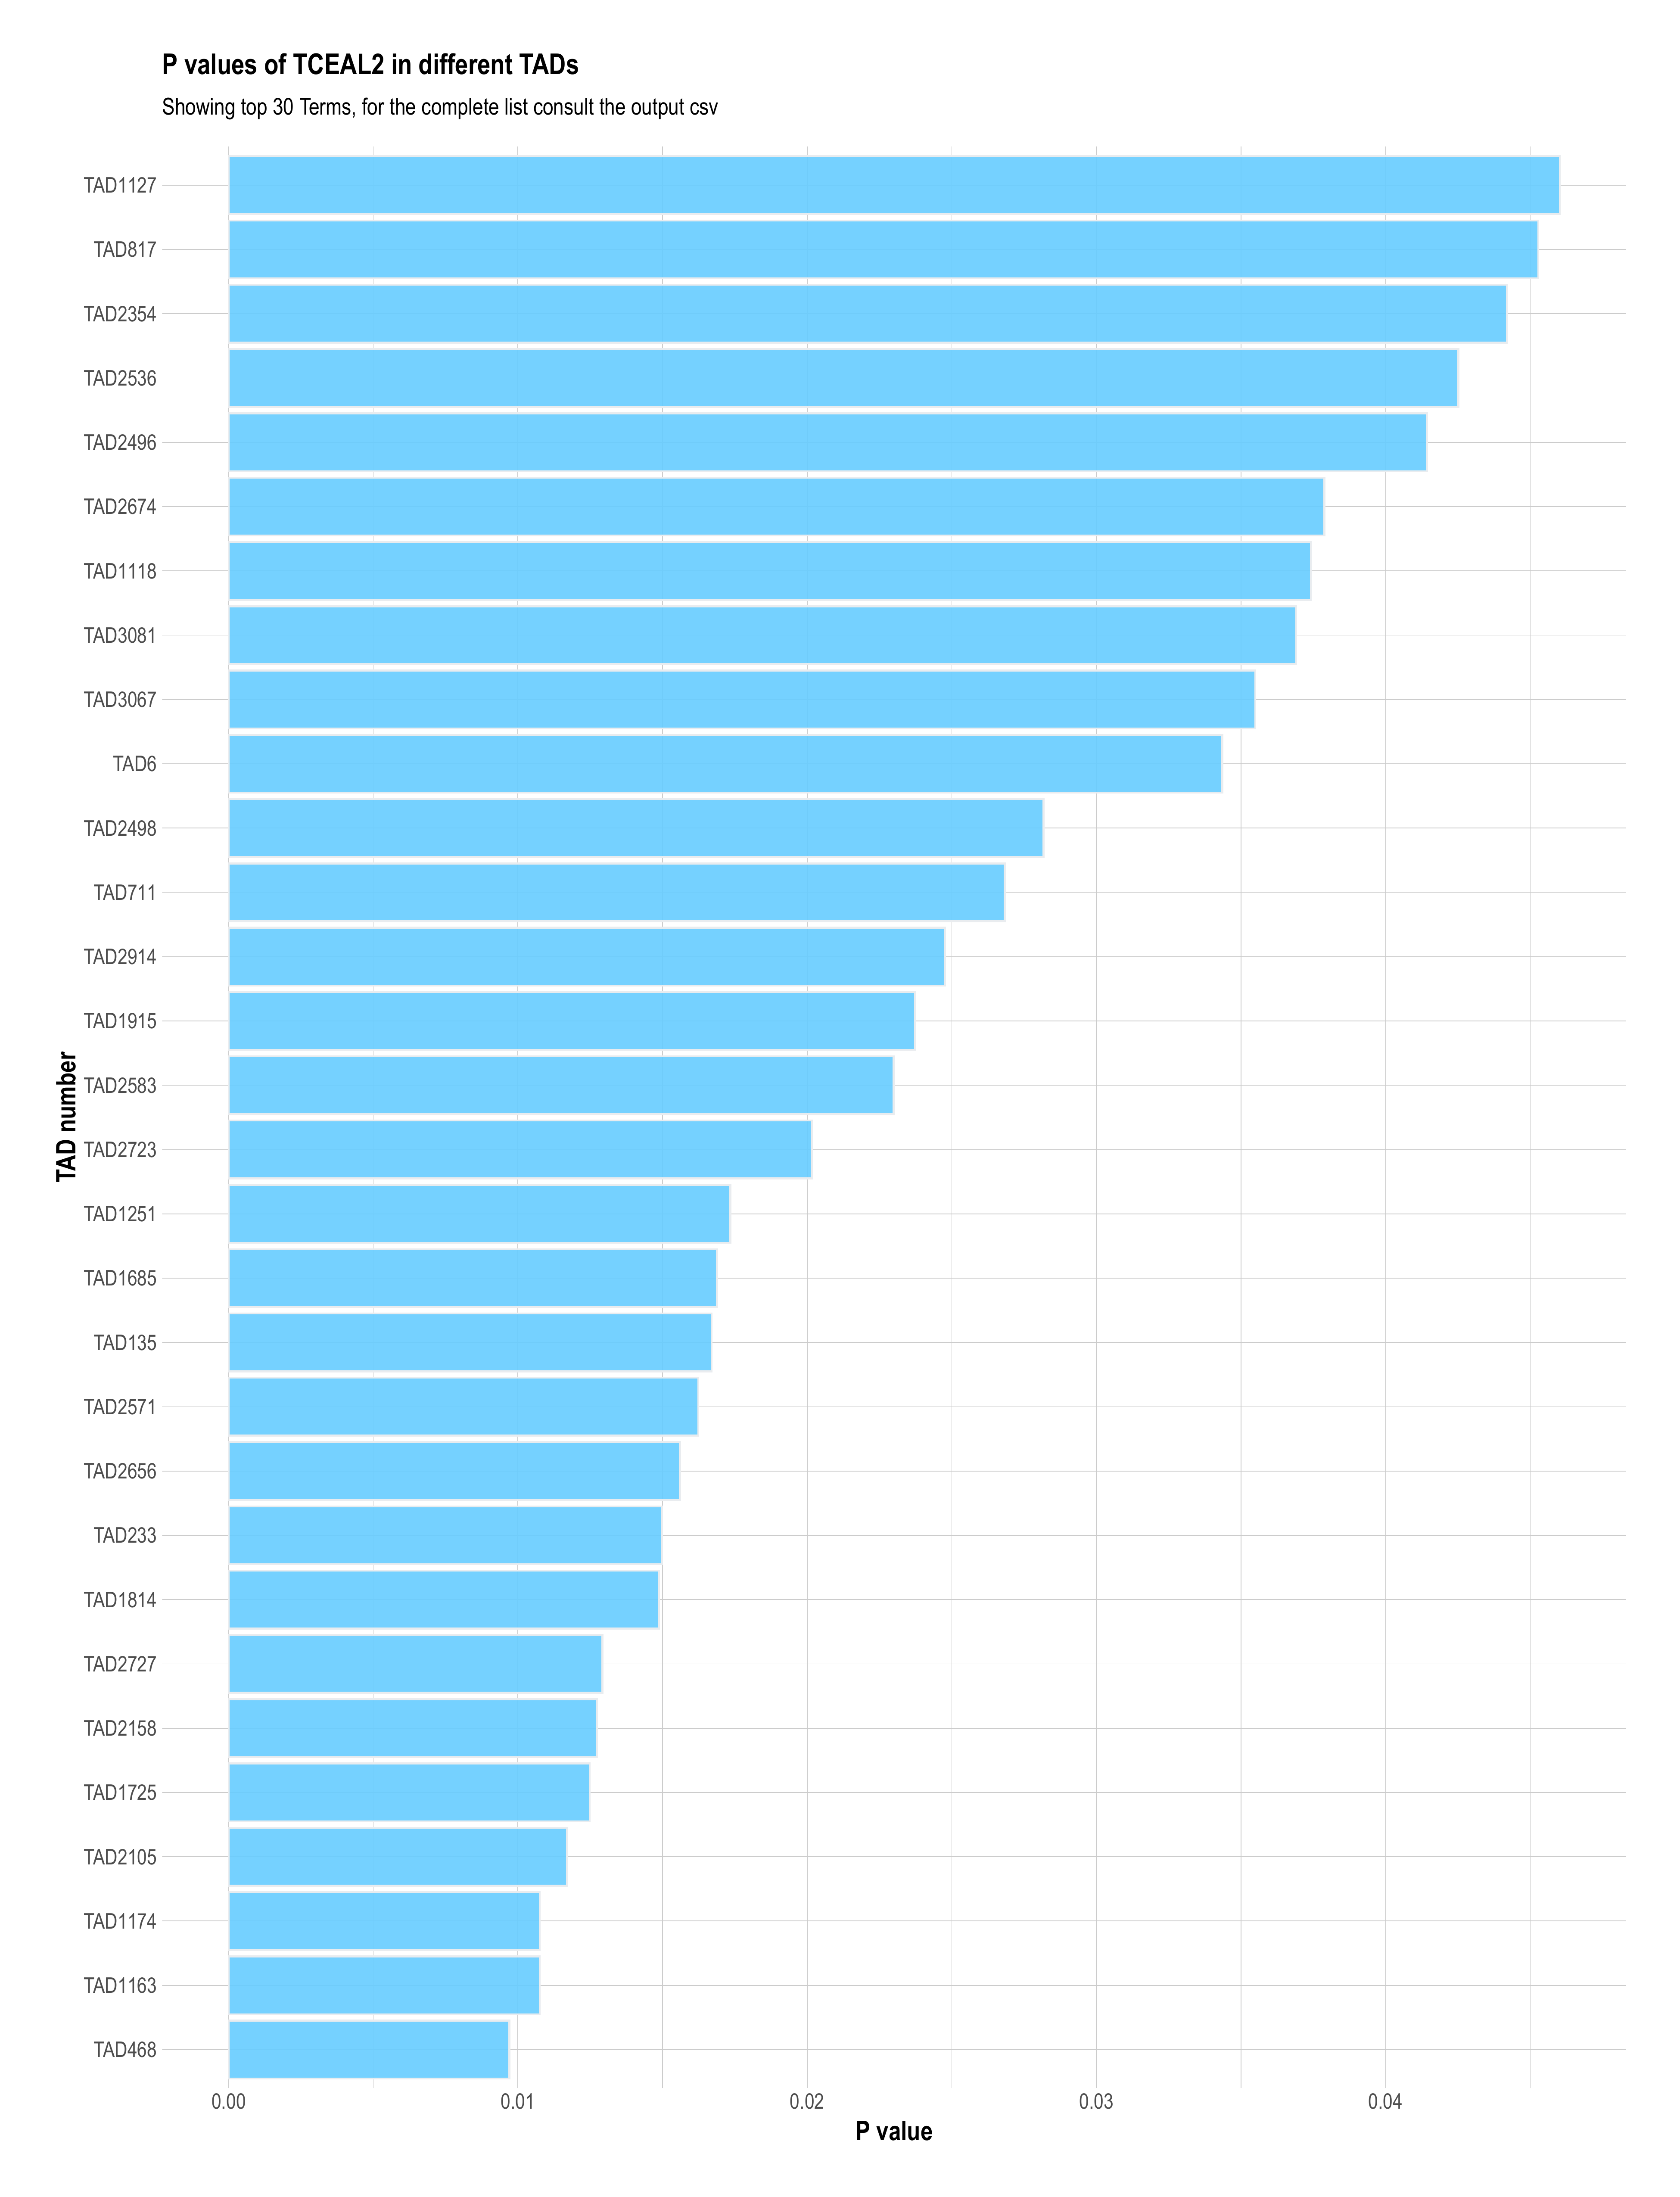 P values of TCEAL2 in different TADs
Showing top 30 Terms, for the complete list consult the output csv
TAD1127
TAD817
TAD2354
TAD2536
TAD2496
TAD2674
TAD1118
TAD3081
TAD3067
TAD6
TAD2498
TAD711
TAD2914
TAD1915
TAD2583
TAD2723
TAD1251
TAD1685
TAD135
TAD2571
TAD2656
TAD233
TAD1814
TAD2727
TAD2158
TAD1725
TAD2105
TAD1174
TAD1163
TAD468
TAD number
0.00 0.01 0.02 0.03 0.04
P value